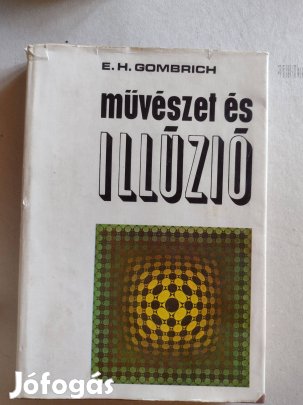 E. H. GOMBRICH
művészet és
ILLÚZIÓ
Jófogás